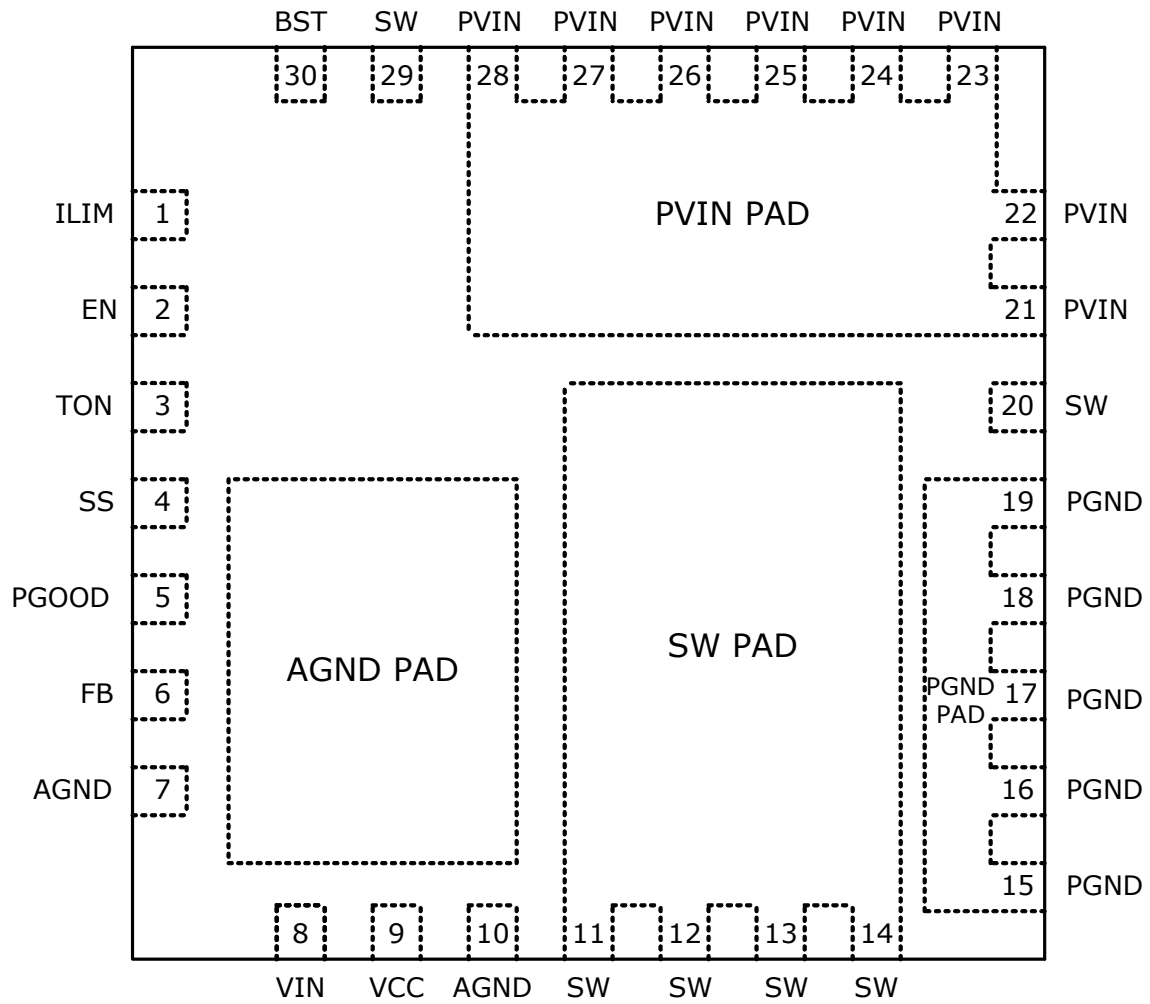 BST SW PVIN PVIN PVIN PVIN PVIN PVIN
30 29 28 27 26 25 24 23
ILIM 1 PVIN PAD 22 PVIN
EN 2 21 PVIN
TON 3 20 SW
SS 4 19 PGND
PGOOD 5 18 PGND
AGND PAD SW PAD
FB 6 PGND 17 PGND
PAD
AGND 7 16 PGND
15 PGND
8 9 10 11 12 13 14
VIN VCC AGND SW SW SW SW